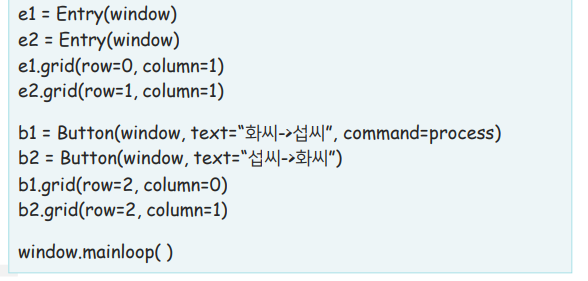 e1 = Entry(window)
e2 = Entry(window)
e1.grid(row=0, column=1)
e2.grid(row=1, column=1)
b1 = Button(window, text="화씨->섭씨", command=process)
b2 = Button(window, text="섭씨->화씨")
b1.grid(row=2, column=0)
b2.grid(row=2, column=1)
window.mainloop( )